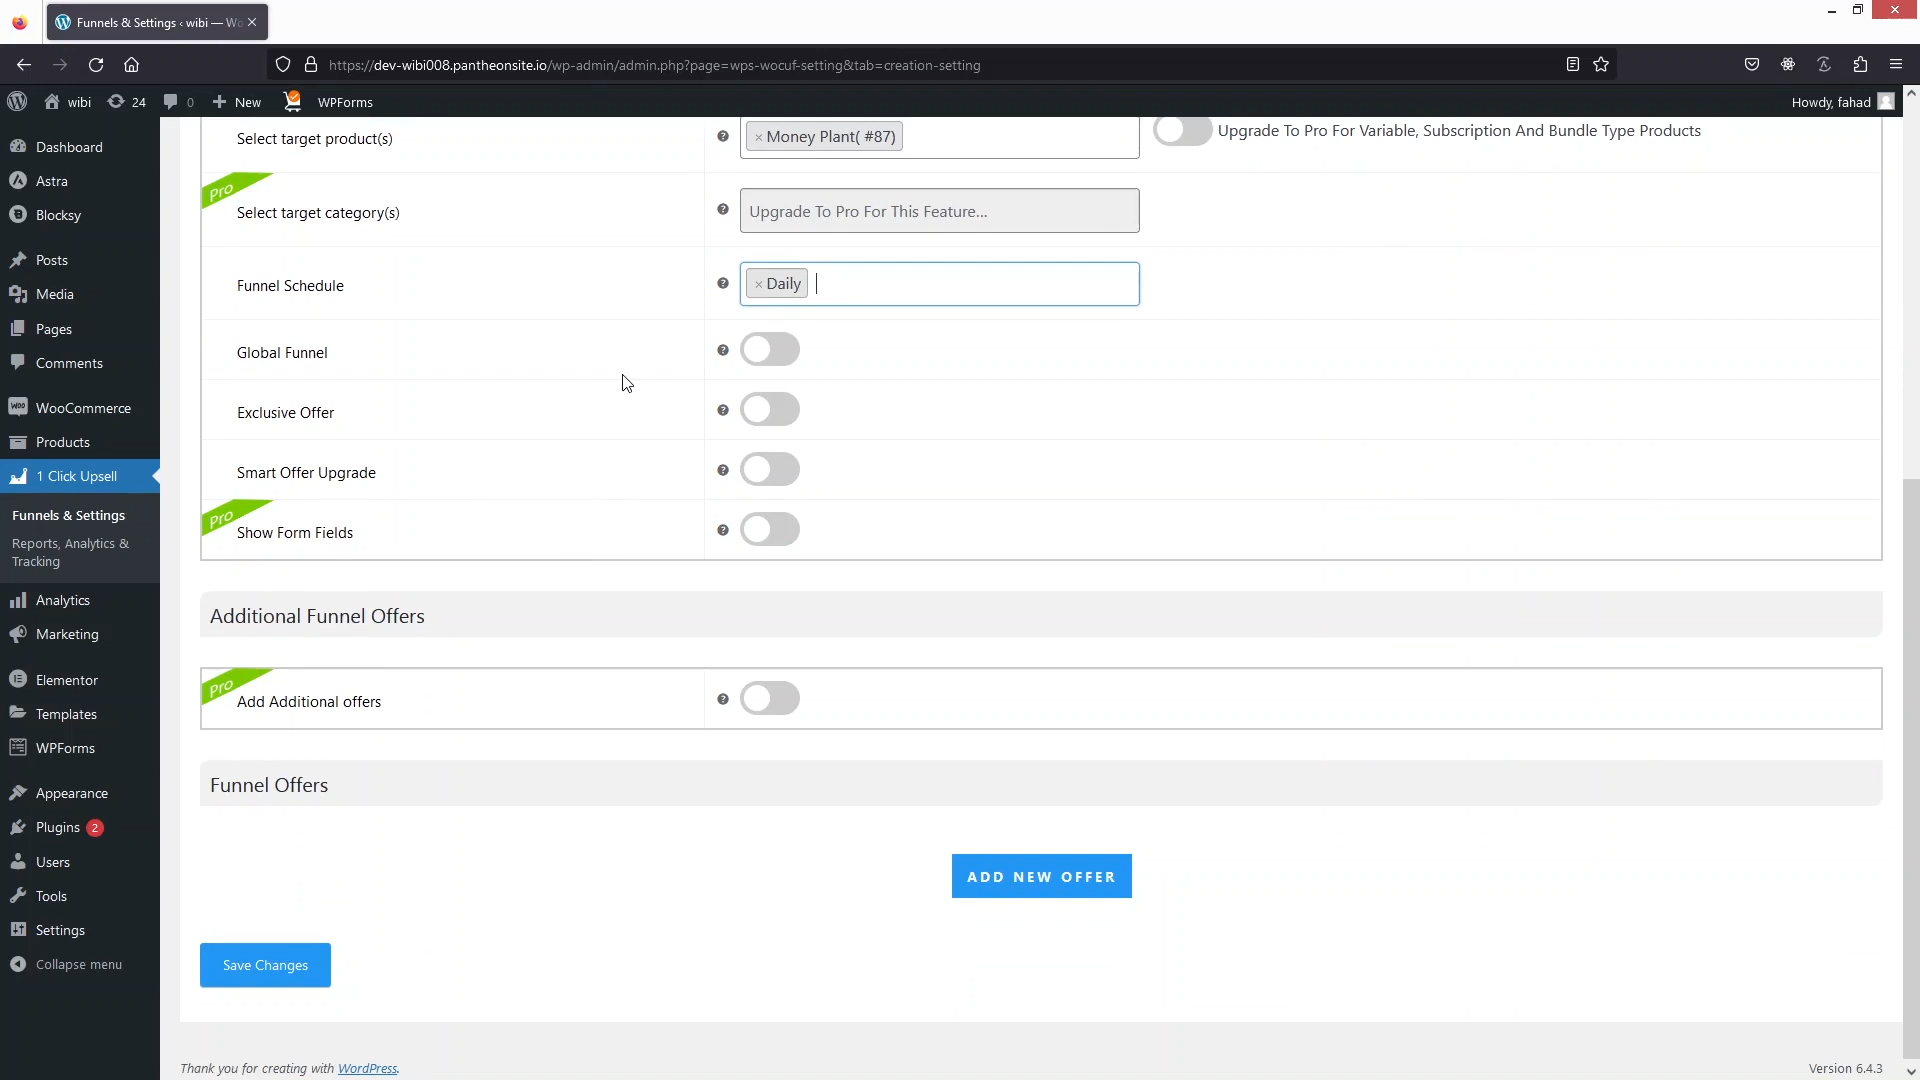 Funnels & Settings ‹ wibi — Wo
https://dev-wibi008.pantheonsite.io/wp-admin/admin.php?page=wps-wocuf-setting&tab=creation-setting
wibi 24 0 New WPForms Howdy, fahad
Dashboard
Astra
Blocksy
Posts
Media
Pages
Comments
WooCommerce
Products
1 Click Upsell
Funnels & Settings
Reports, Analytics &
Tracking
Analytics
Marketing
Elementor
Templates
WPForms
Appearance
Plugins 2
Users
Tools
Settings
Collapse menu
Select target product(s) ? × Money Plant( #87) Upgrade To Pro For Variable, Subscription And Bundle Type Products
Pro
Select target category(s) ? Upgrade To Pro For This Feature...
Funnel Schedule ? × Daily
Global Funnel ?
Exclusive Offer ?
Smart Offer Upgrade ?
Pro
Show Form Fields ?
Additional Funnel Offers
Pro
Add Additional offers ?
Funnel Offers
ADD NEW OFFER
Save Changes
Thank you for creating with WordPress. Version 6.4.3